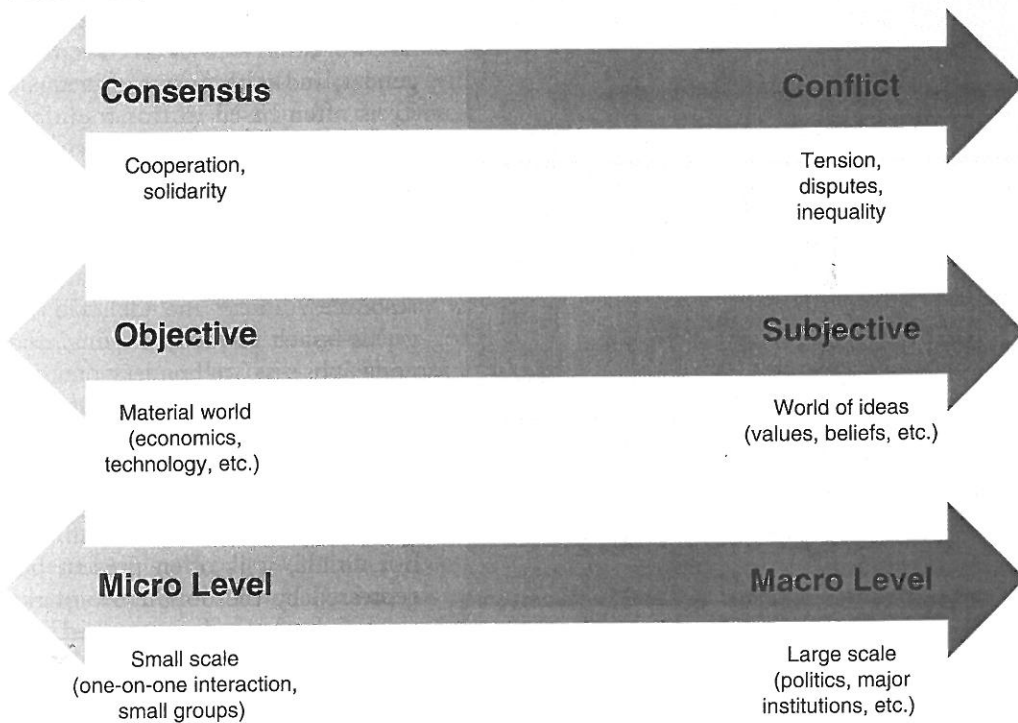 Consensus
Conflict
Cooperation,
solidarity
Tension,
disputes,
inequality
Objective
Subjective
Material world
(economics,
technology, etc.)
World of ideas
(values, beliefs, etc.)
Micro Level
Macro Level
Small scale
(one-on-one interaction,
small groups)
Large scale
(politics, major
institutions, etc.)